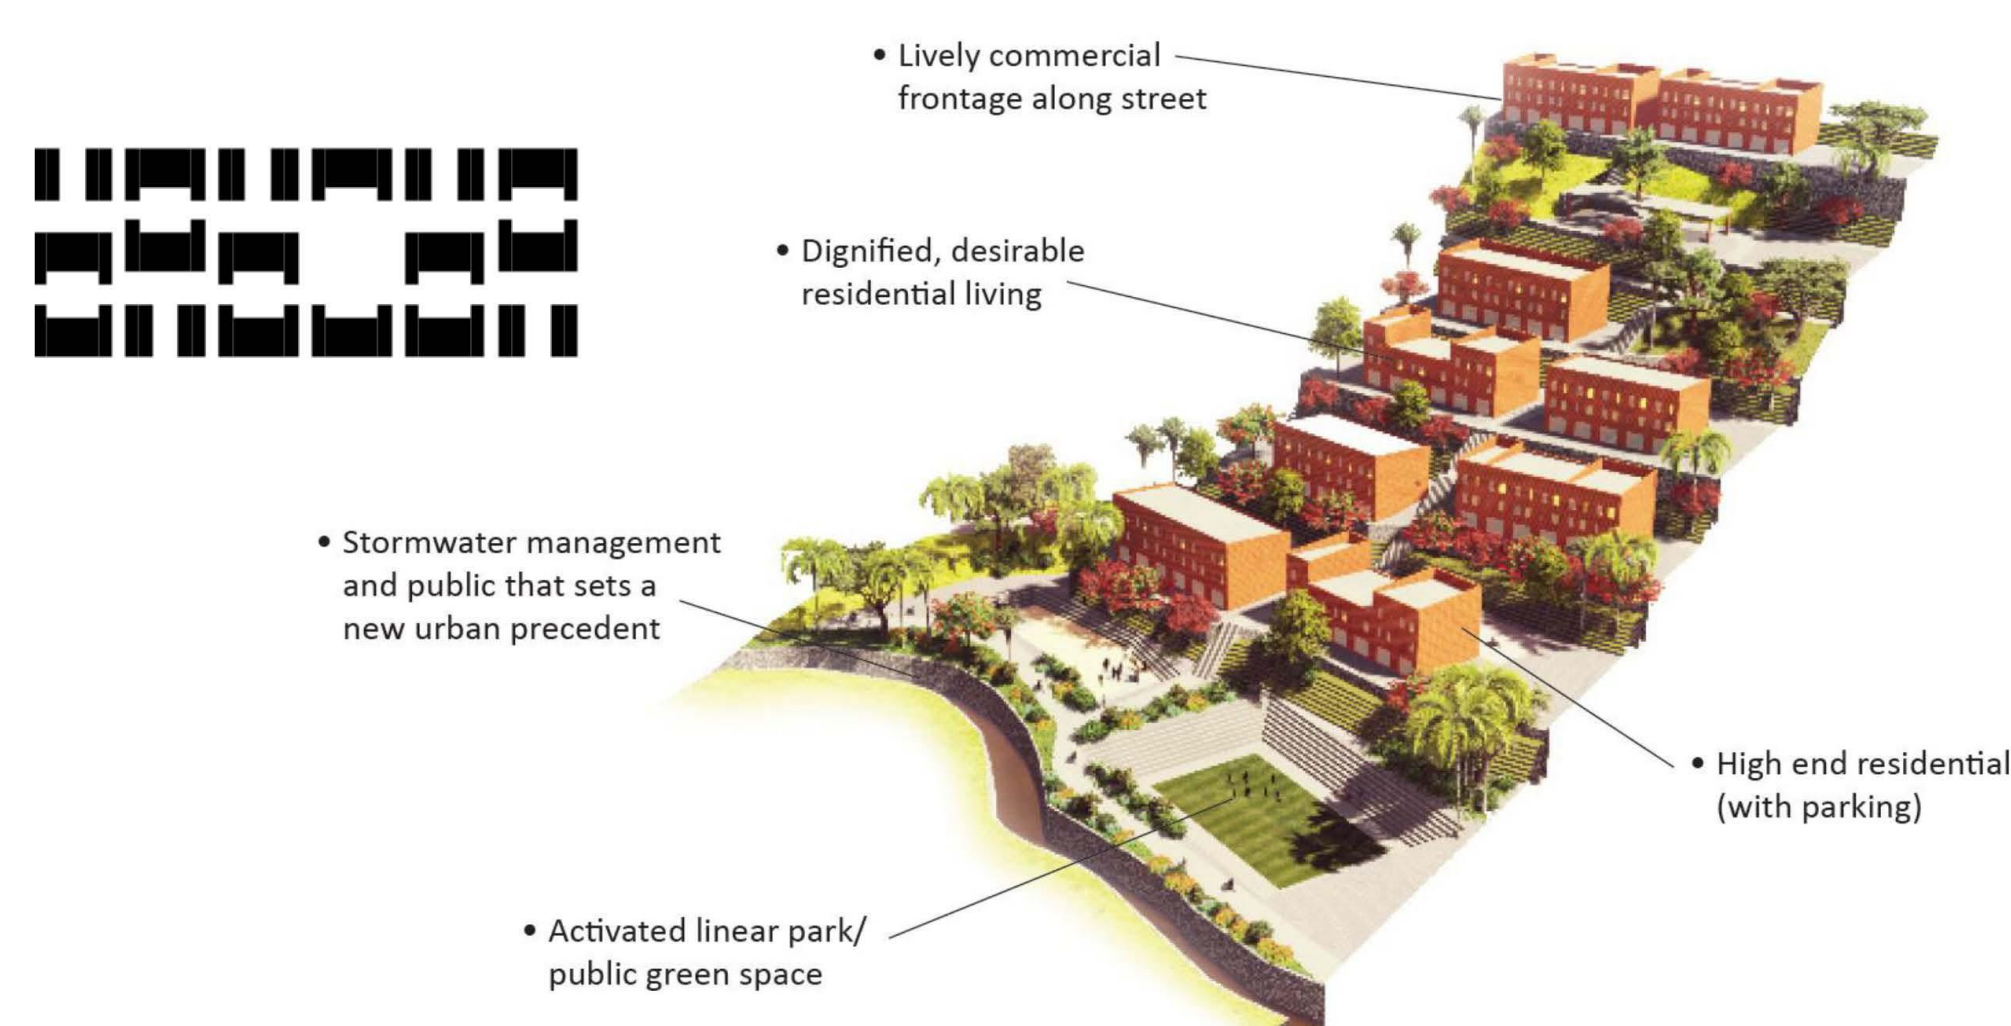 • Lively commercial
frontage along street
• Dignified, desirable
residential living
• Stormwater management
and public that sets a
new urban precedent
• High end residential
(with parking)
• Activated linear park/
public green space